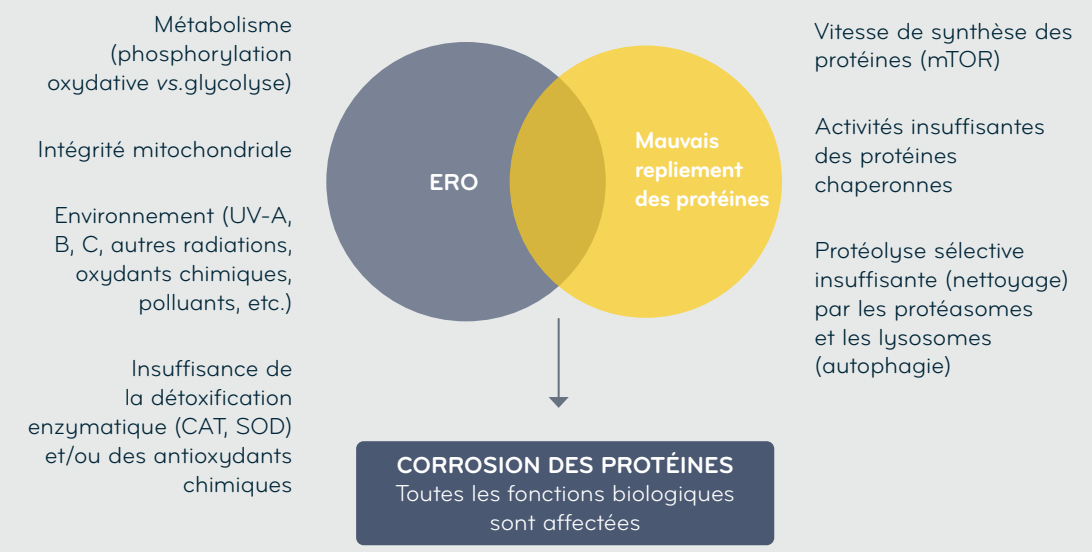 Métabolisme
(phosphorylation
oxydative vs.glycolyse)
Intégrité mitochondriale
Environnement (UV-A,
B, C, autres radiations,
oxydants chimiques,
polluants, etc.)
Insuffisance de
la détoxification
enzymatique (CAT, SOD)
et/ou des antioxydants
chimiques
ERO
Mauvais
repliement
des protéines
Vitesse de synthèse des
protéines (mTOR)
Activités insuffisantes
des protéines
chaperonnes
Protéolyse sélective
insuffisante (nettoyage)
par les protéasomes
et les lysosomes
(autophagie)
CORROSION DES PROTÉINES
Toutes les fonctions biologiques
sont affectées